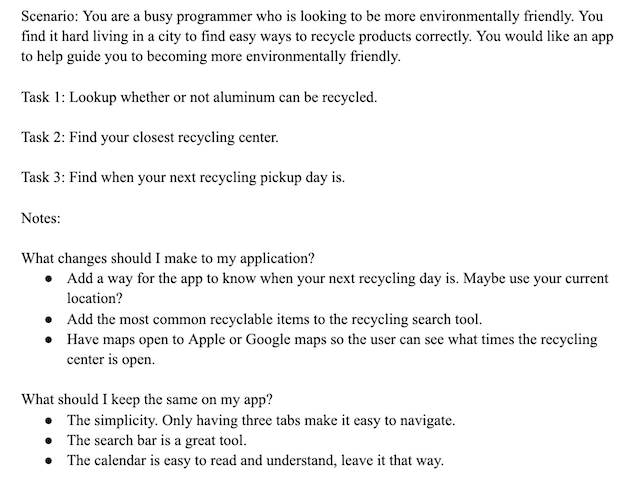 Scenario: You are a busy programmer who is looking to be more environmentally friendly. You
find it hard living in a city to find easy ways to recycle products correctly. You would like an app
to help guide you to becoming more environmentally friendly.
Task 1: Lookup whether or not aluminum can be recycled.
Task 2: Find your closest recycling center.
Task 3: Find when your next recycling pickup day is.
Notes:
What changes should I make to my application?
● Add a way for the app to know when your next recycling day is. Maybe use your current
location?
● Add the most common recyclable items to the recycling search tool.
● Have maps open to Apple or Google maps so the user can see what times the recycling
center is open.
What should I keep the same on my app?
● The simplicity. Only having three tabs make it easy to navigate.
● The search bar is a great tool.
● The calendar is easy to read and understand, leave it that way.